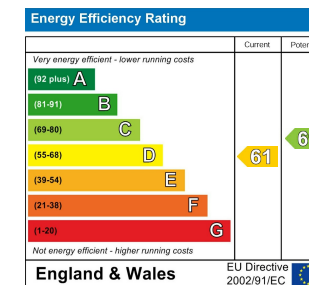 Energy Efficiency Rating
Current
Very energy efficient - lower running costs
(92 plus) A
(81-91) B
(69-80) C
(55-68) D
61
(39-54) E
(21-38) F
(1-20) G
Not energy efficient - higher running costs
England & Wales
EU Directive
2002/91/EC